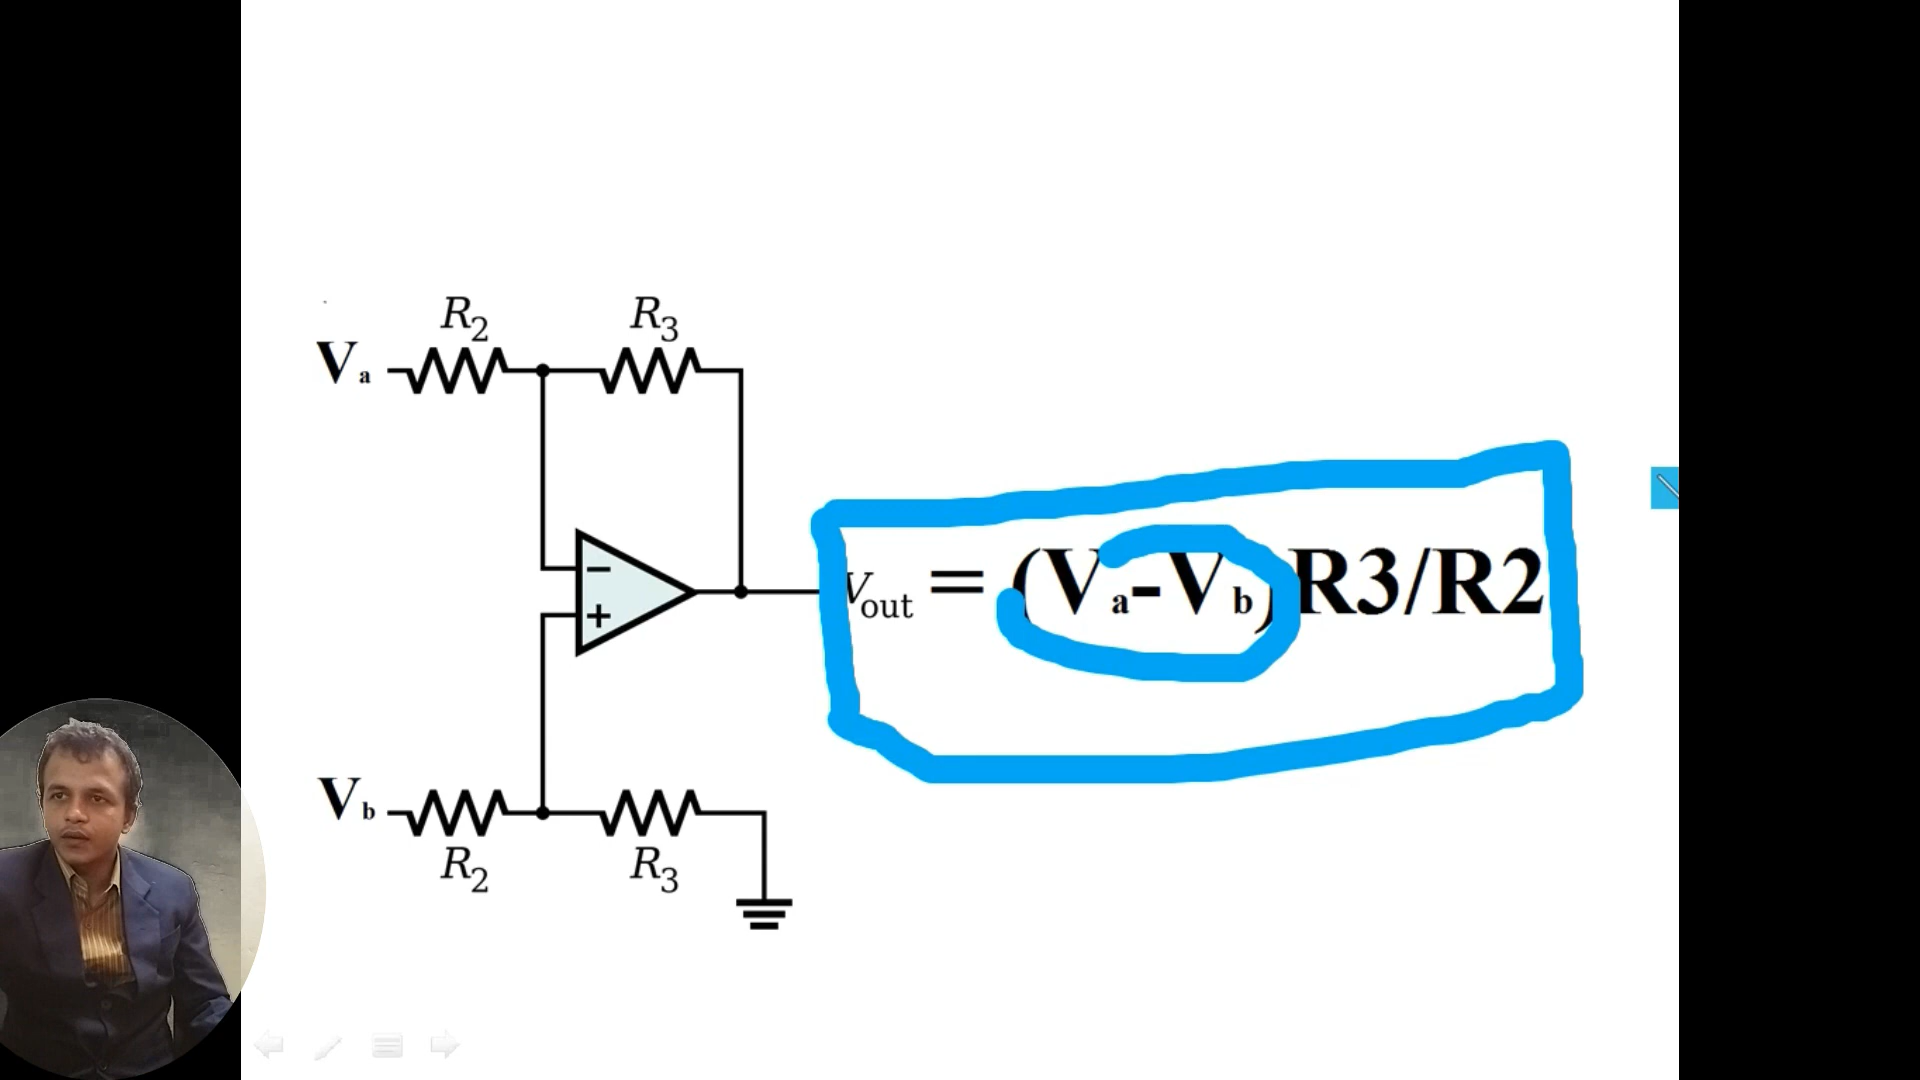 R2 R3
Va
−
+
Vout = (Va-Vb)R3/R2
Vb
R2 R3